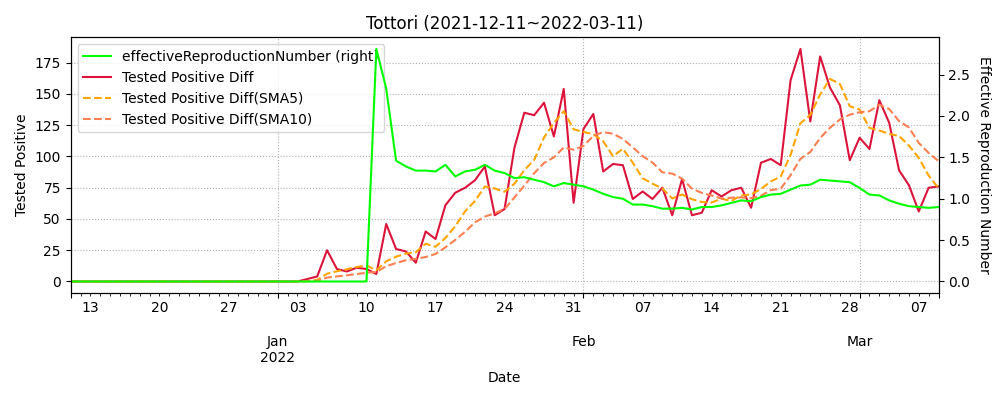 Tottori (2021-12-11~2022-03-11)
effectiveReproductionNumber (right
Tested Positive Diff
Tested Positive Diff(SMA5)
Tested Positive Diff(SMA10)
Tested Positive
175
150
125
100
75
50
25
0
2.5
2.0
1.5
1.0
0.5
0.0
Effective Reproduction Number
13 20 27 03 10 17 24 31 07 14 21 28 07
Jan Feb Mar
2022
Date